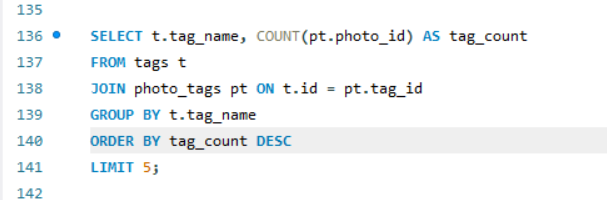 135
136 SELECT t.tag_name, COUNT(pt.photo_id) AS tag_count
137 FROM tags t
138 JOIN photo_tags pt ON t.id = pt.tag_id
139 GROUP BY t.tag_name
140 ORDER BY tag_count DESC
141 LIMIT 5;
142